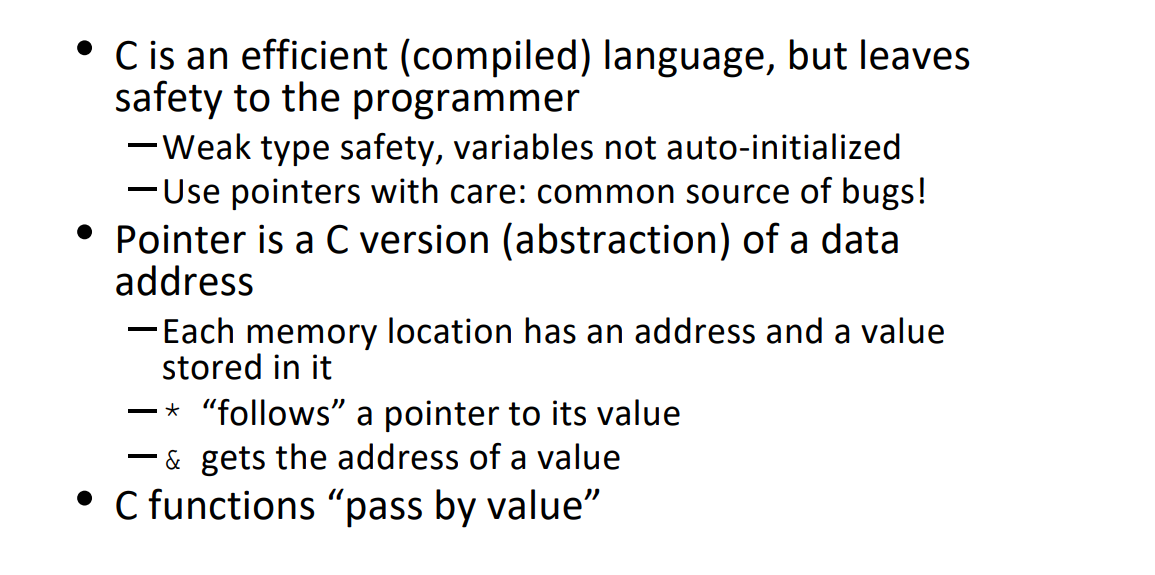 • C is an efficient (compiled) language, but leaves
safety to the programmer
—Weak type safety, variables not auto-initialized
—Use pointers with care: common source of bugs!
• Pointer is a C version (abstraction) of a data
address
—Each memory location has an address and a value
stored in it
—* “follows” a pointer to its value
—& gets the address of a value
• C functions “pass by value”